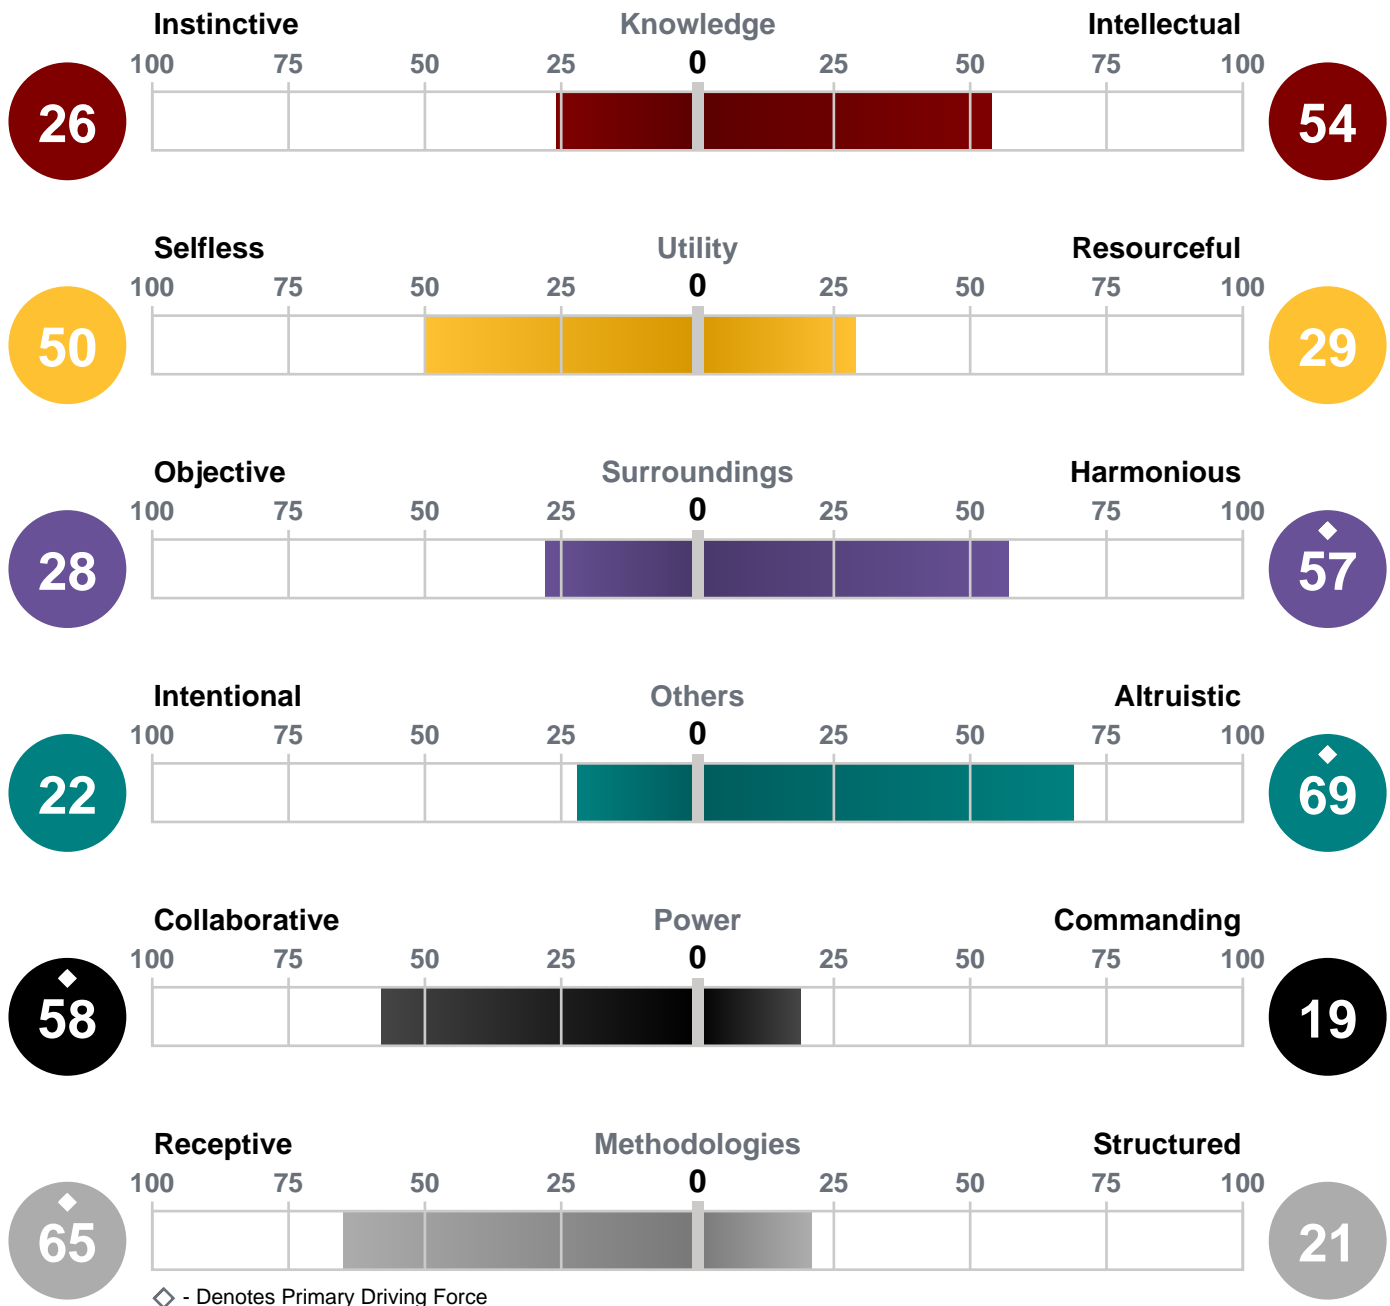 Instinctive Knowledge Intellectual
100 75 50 25 0 25 50 75 100
26 54
Selfless Utility Resourceful
100 75 50 25 0 25 50 75 100
50 29
Objective Surroundings Harmonious
100 75 50 25 0 25 50 75 100
28 57
Intentional Others Altruistic
100 75 50 25 0 25 50 75 100
22 69
Collaborative Power Commanding
100 75 50 25 0 25 50 75 100
58 19
Receptive Methodologies Structured
100 75 50 25 0 25 50 75 100
65 21
- Denotes Primary Driving Force